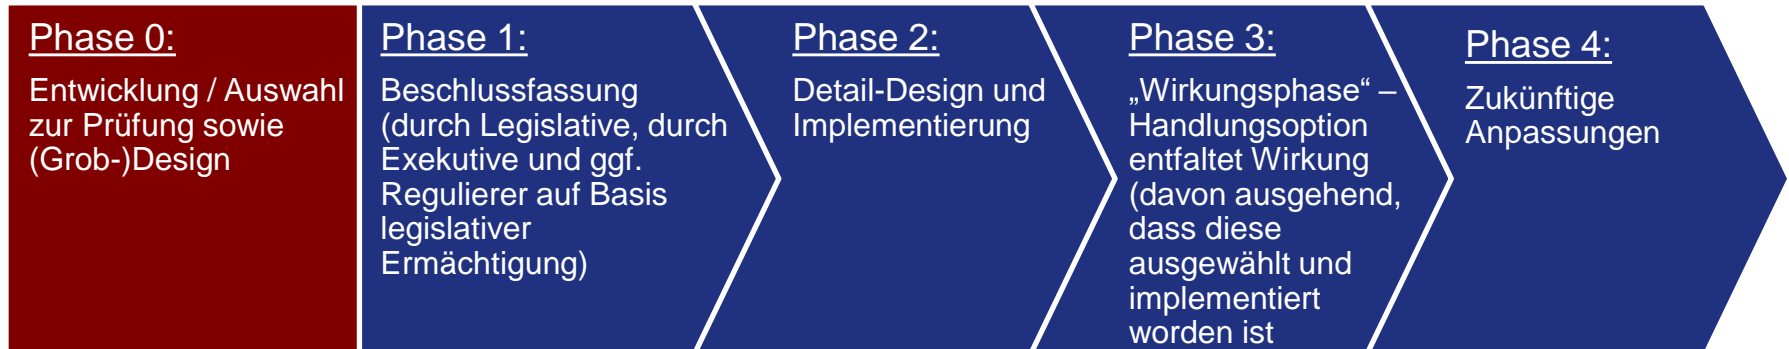 Phase 0:
Entwicklung / Auswahl
zur Prüfung sowie
(Grob-)Design
Phase 1:
Beschlussfassung
(durch Legislative, durch
Exekutive und ggf.
Regulierer auf Basis
legislativer
Ermächtigung)
Phase 2:
Detail-Design und
Implementierung
Phase 3:
„Wirkungsphase“ –
Handlungsoption
entfaltet Wirkung
(davon ausgehend,
dass diese
ausgewählt und
implementiert
worden ist
Phase 4:
Zukünftige
Anpassungen